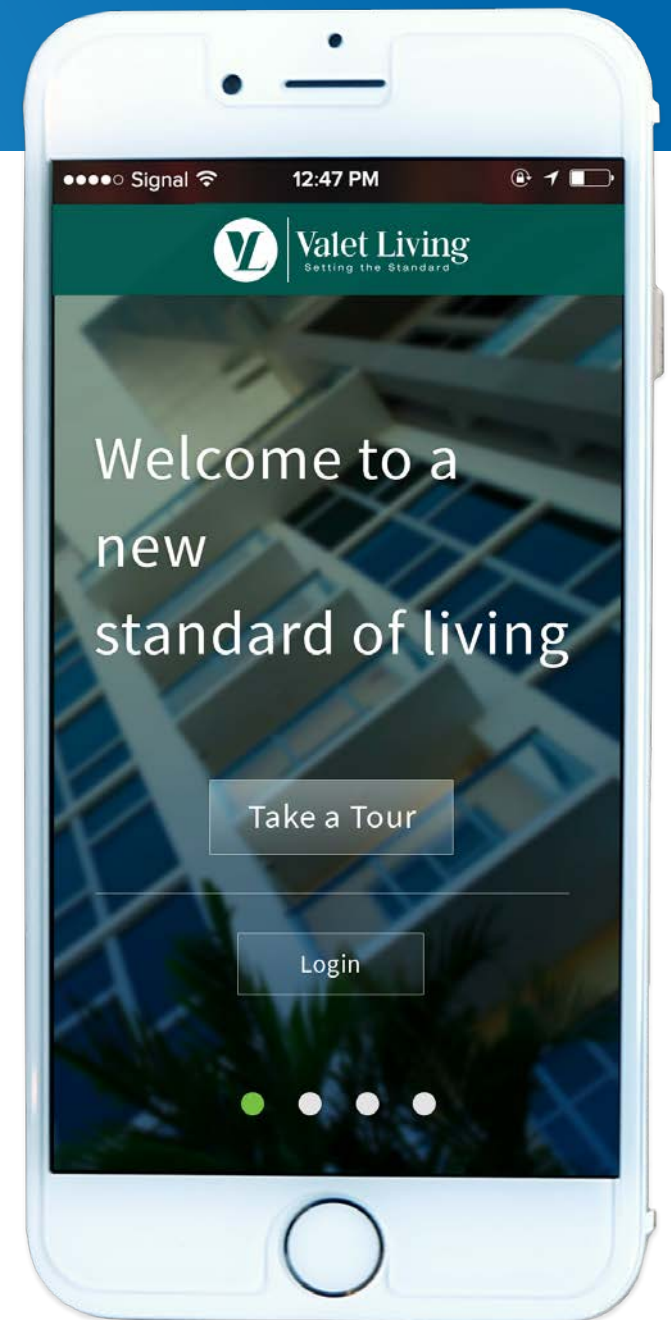 Signal 12:47 PM
VL Valet Living
Setting the Standard
Welcome to a
new
standard of living
Take a Tour
Login